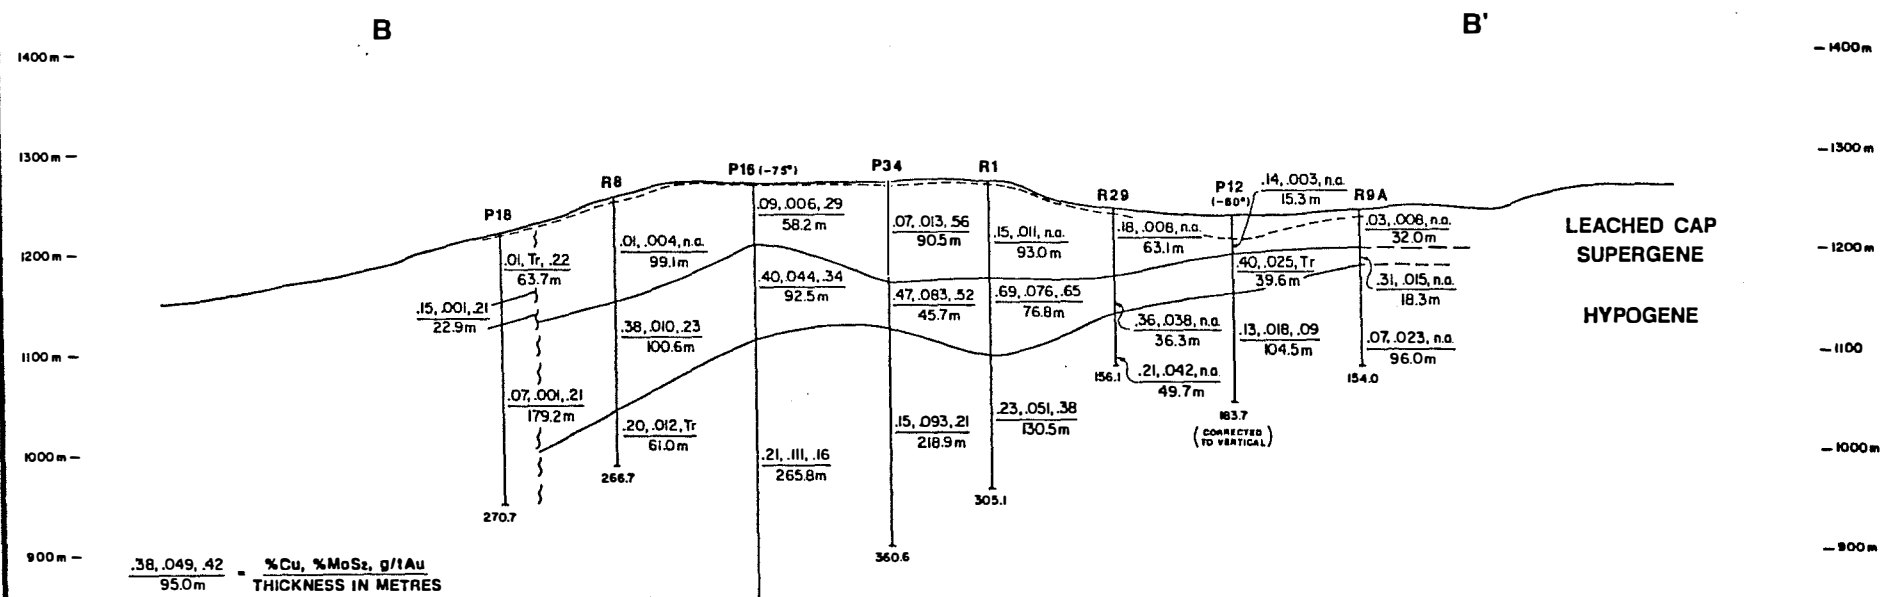 B
B'
1400m
1300m
1200m
1100m
1000m
900m
1400m
1300m
1200m
1100
1000m
900m
P18
.01, Tr, .22
63.7m
.15, .001, .21
22.9m
.07, .001, .21
179.2m
270.7
R8
.01, .004, n.a.
99.1m
.38, .010, .23
100.6m
.20, .012, Tr
61.0m
266.7
P16 (-75°)
.09, .006, .29
58.2m
.40, .044, .34
92.5m
.21, .111, .16
265.8m
P34
.07, .013, .56
90.5m
.47, .083, .52
45.7m
.15, .093, .21
218.9m
360.6
R1
.15, .011, n.a.
93.0m
.69, .076, .65
76.8m
.23, .051, .38
130.5m
305.1
R29
.18, .008, n.a.
63.1m
.36, .038, n.a.
36.3m
.21, .042, n.a.
49.7m
156.1
P12
(-60°)
.14, .003, n.a.
15.3m
.40, .025, Tr
39.6m
.13, .018, .09
104.5m
183.7
(CORRECTED
TO VERTICAL)
R9A
.03, .008, n.a.
32.0m
.31, .015, n.a.
18.3m
.07, .023, n.a.
96.0m
154.0
LEACHED CAP
SUPERGENE
HYPOGENE
.38, .049, .42 = %Cu, %MoS2, g/tAu
95.0m THICKNESS IN METRES